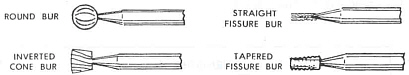 ROUND BUR
STRAIGHT
FISSURE BUR
INVERTED
CONE BUR
TAPERED
FISSURE BUR